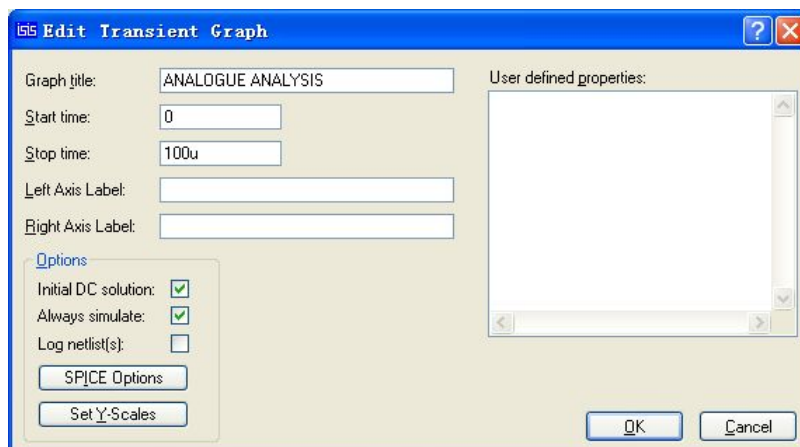 isis Edit Transient Graph
Graph title: ANALOGUE ANALYSIS
User defined properties:
Start time: 0
Stop time: 100u
Left Axis Label:
Right Axis Label:
Options
Initial DC solution:
Always simulate:
Log netlist(s):
SPICE Options
Set Y-Scales
OK Cancel